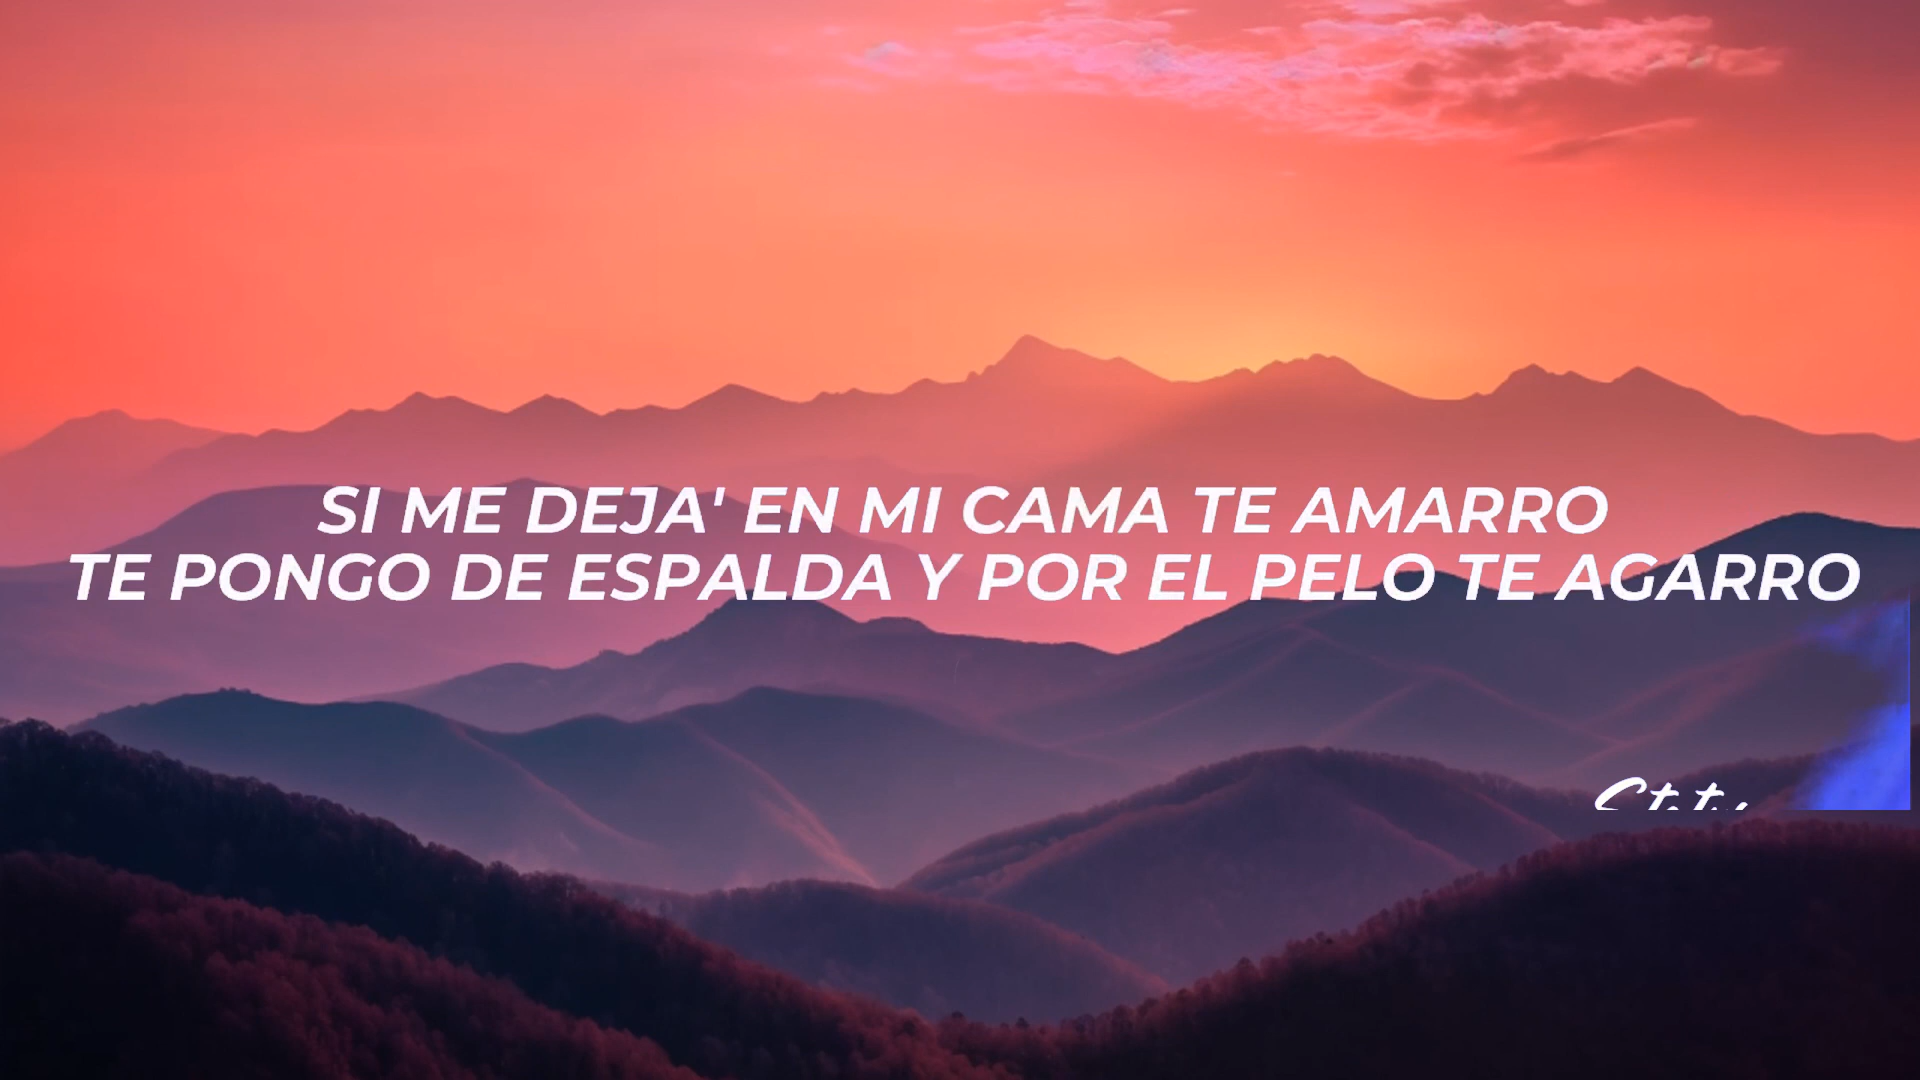 SI ME DEJA' EN MI CAMA TE AMARRO
TE PONGO DE ESPALDA Y POR EL PELO TE AGARRO